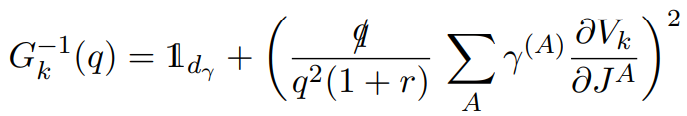 $G_k^{-1}(q) = \mathbb{1}_{d_\gamma} + \left( \frac{\not{q}}{q^2(1+r)} \sum_A \gamma^{(A)} \frac{\partial V_k}{\partial J^A} \right)^2$